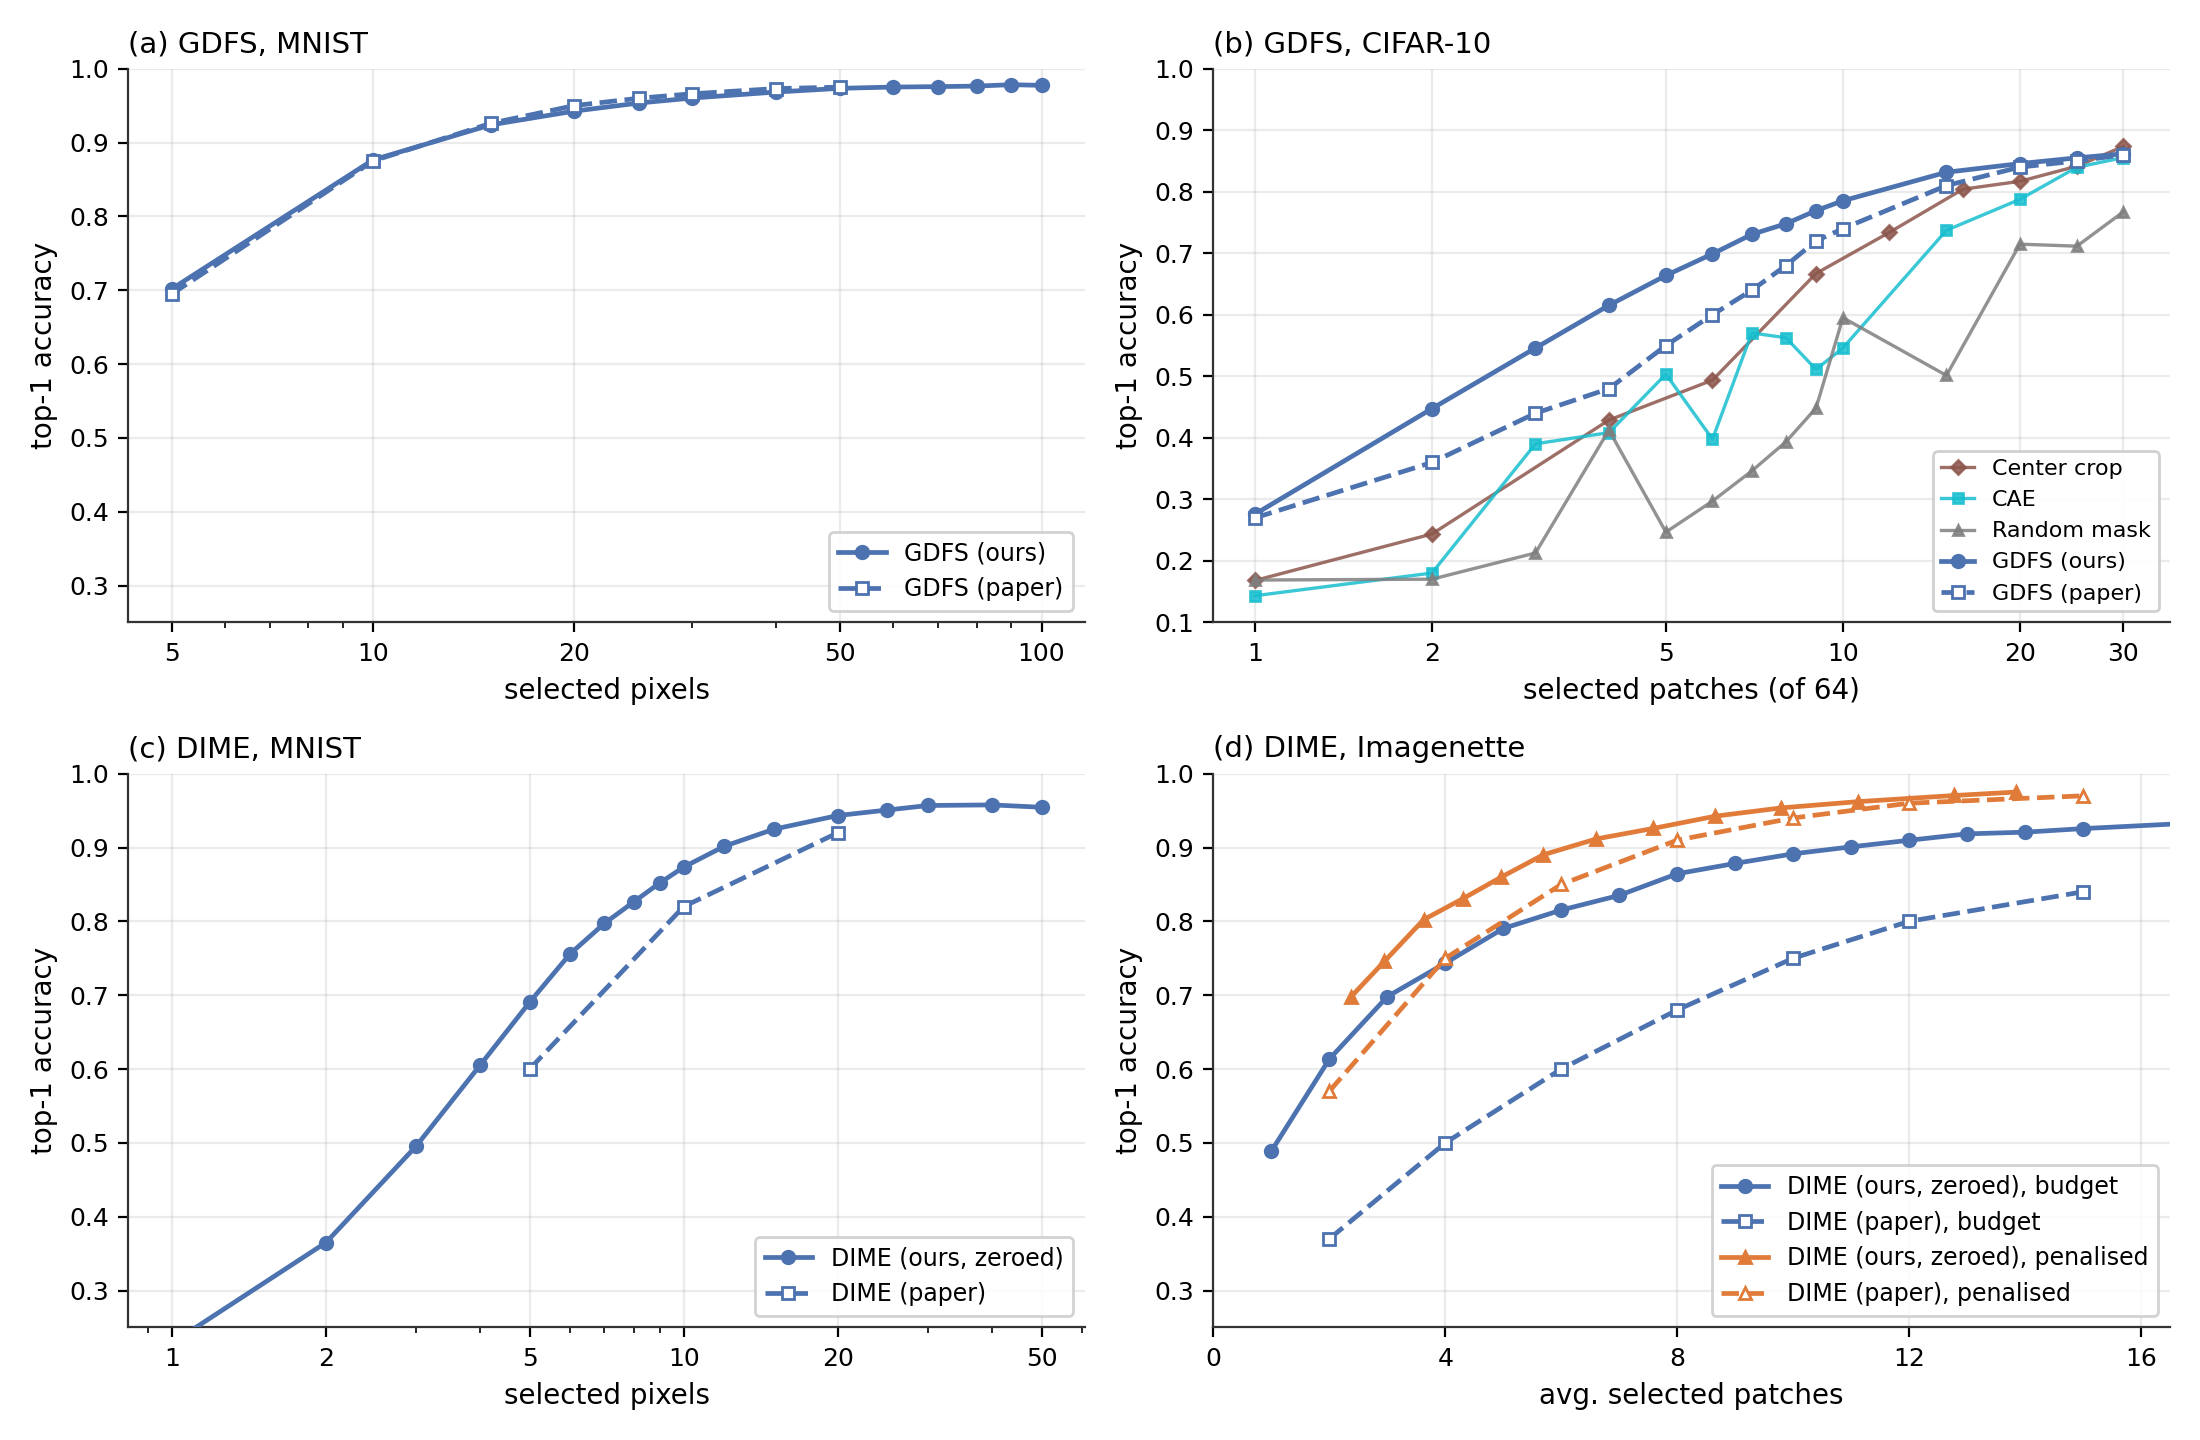 (a) GDFS, MNIST
1.0
0.9
0.8
0.7
0.6
0.5
0.4
0.3
top-1 accuracy
GDFS (ours)
GDFS (paper)
5
10
20
50
100
selected pixels
(b) GDFS, CIFAR-10
1.0
0.9
0.8
0.7
0.6
0.5
0.4
0.3
0.2
0.1
top-1 accuracy
Center crop
CAE
Random mask
GDFS (ours)
GDFS (paper)
1
2
5
10
20
30
selected patches (of 64)
(c) DIME, MNIST
1.0
0.9
0.8
0.7
0.6
0.5
0.4
0.3
top-1 accuracy
DIME (ours, zeroed)
DIME (paper)
1
2
5
10
20
50
selected pixels
(d) DIME, Imagenette
1.0
0.9
0.8
0.7
0.6
0.5
0.4
0.3
top-1 accuracy
DIME (ours, zeroed), budget
DIME (paper), budget
DIME (ours, zeroed), penalised
DIME (paper), penalised
0
4
8
12
16
avg. selected patches